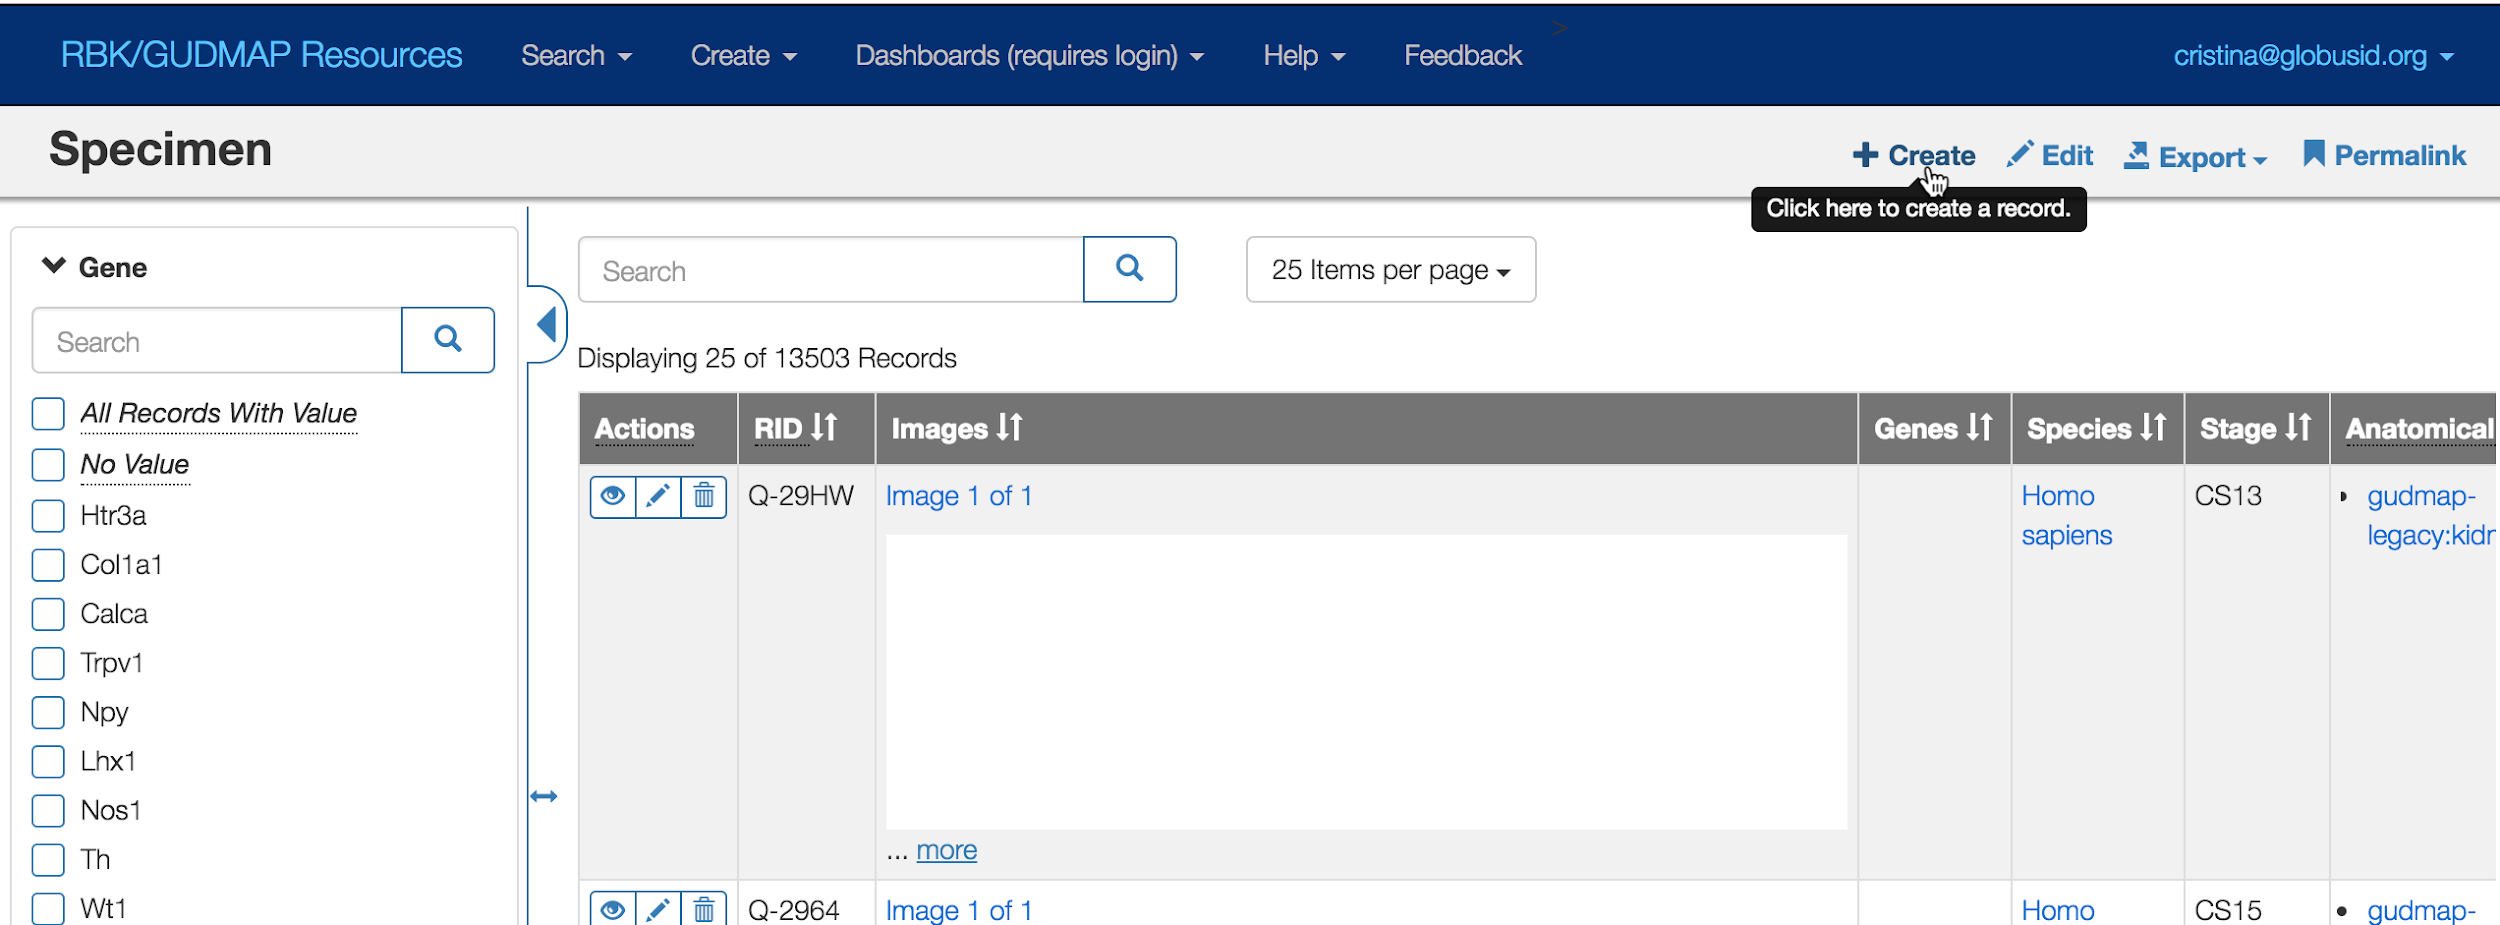 >
RBK/GUDMAP Resources Search Create Dashboards (requires login) Help Feedback cristina@globusid.org
Specimen
Create Edit Export Permalink
Click here to create a record.
Gene
Search
All Records With Value
No Value
Htr3a
Col1a1
Calca
Trpv1
Npy
Lhx1
Nos1
Th
Wt1
Search 25 Items per page
Displaying 25 of 13503 Records
Actions RID Images Genes Species Stage Anatomical
Q-29HW Image 1 of 1 Homo CS13 gudmap-
sapiens legacy:kidr
... more
Q-2964 Image 1 of 1 Homo CS15 gudmap-